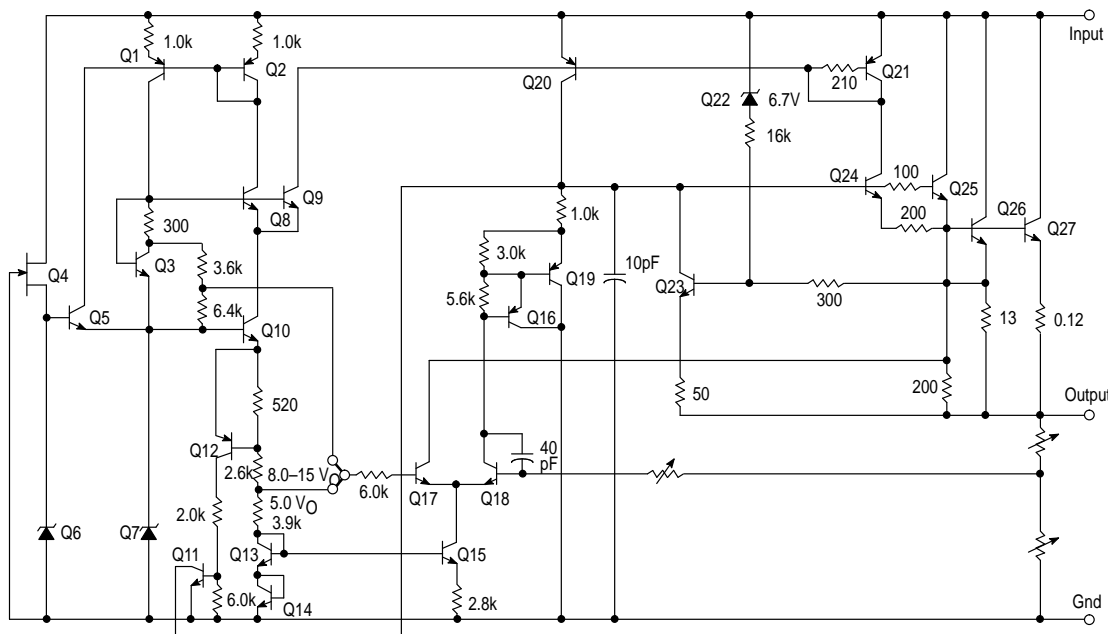 Input
1.0k
1.0k
Q1
Q2
Q20
Q21
210
Q22
6.7V
16k
Q9
Q8
Q24
100
Q25
300
1.0k
200
Q26
Q27
Q3
3.6k
3.0k
10pF
Q4
Q19
Q23
5.6k
300
6.4k
Q5
Q10
Q16
13
0.12
520
50
200
Output
Q12
40
pF
2.6k
8.0–15 VO
6.0k
Q17
Q18
5.0 VO
2.0k
3.9k
Q6
Q7
Q11
Q13
Q15
6.0k
Q14
2.8k
Gnd